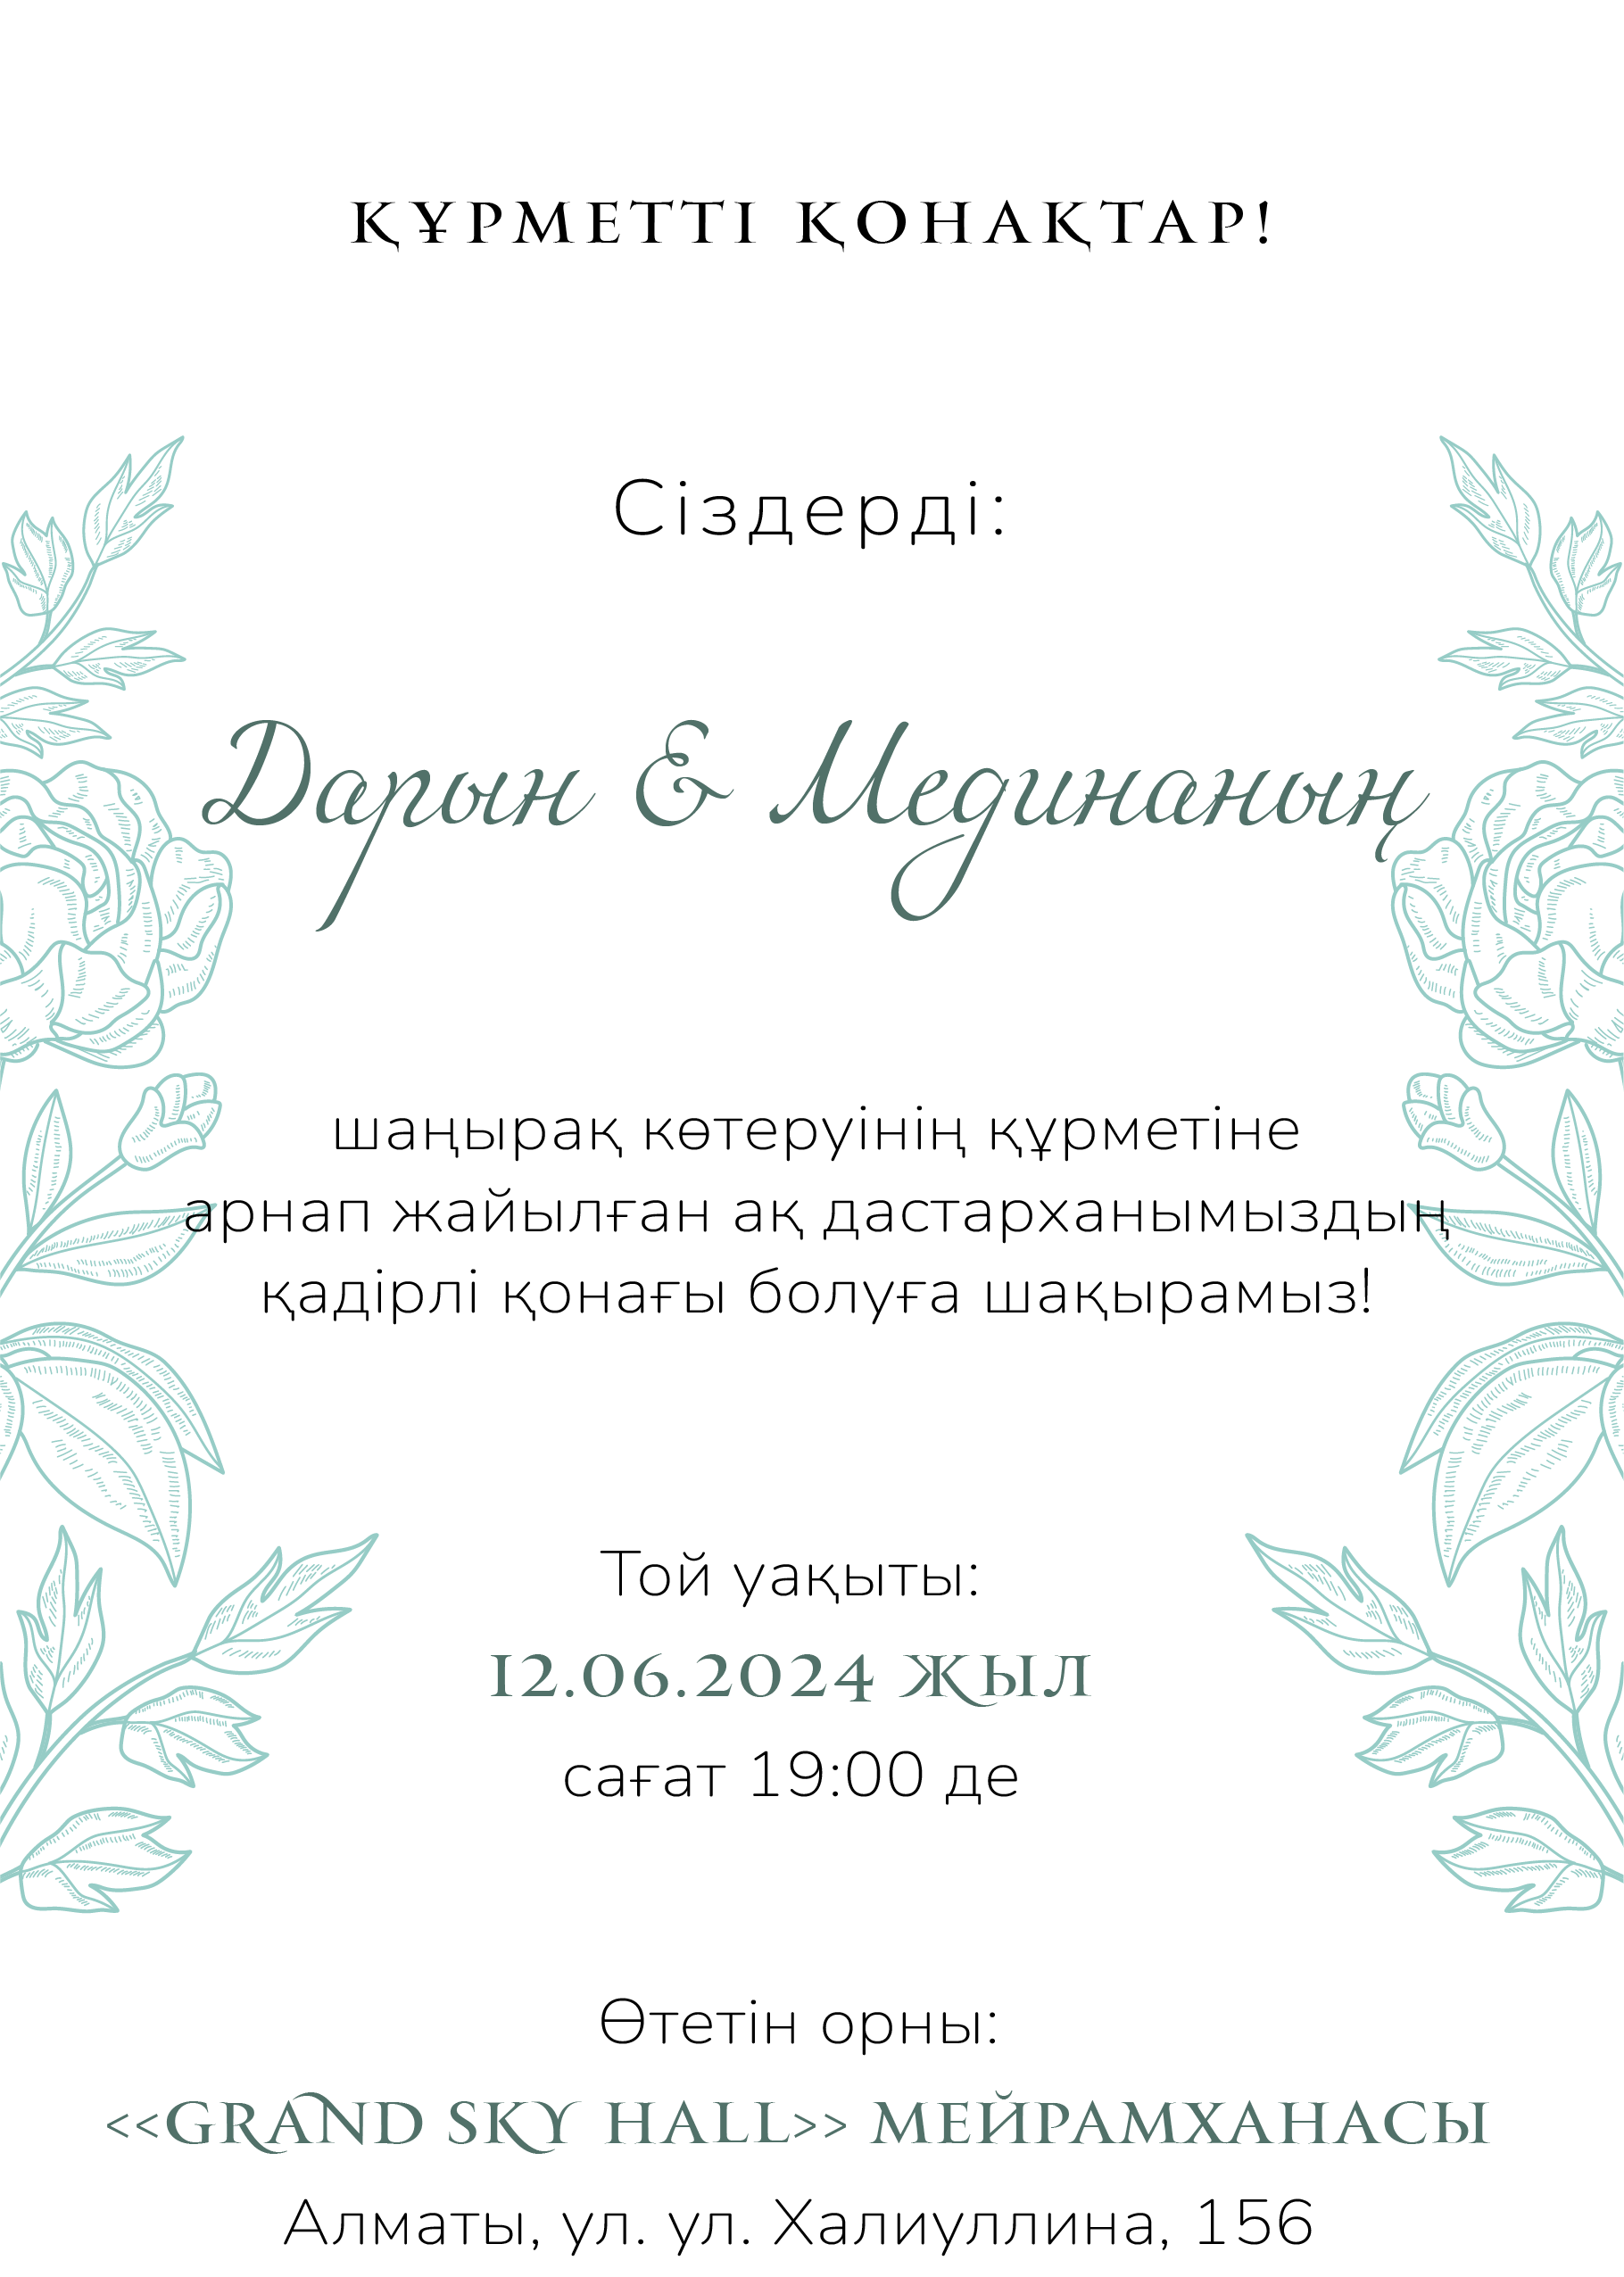 ҚҰРМЕТТІ ҚОНАҚТАР!
Сіздерді:
Дарын & Мединаның
шаңырақ көтеруінің құрметіне
арнап жайылған ақ дастарханымыздың
қадірлі қонағы болуға шақырамыз!
Той уақыты:
12.06.2024 ЖЫЛ
сағат 19:00 де
Өтетін орны:
<<GRAND SKY HALL>> МЕЙРАМХАНАСЫ
Алматы, ул. ул. Халиуллина, 156